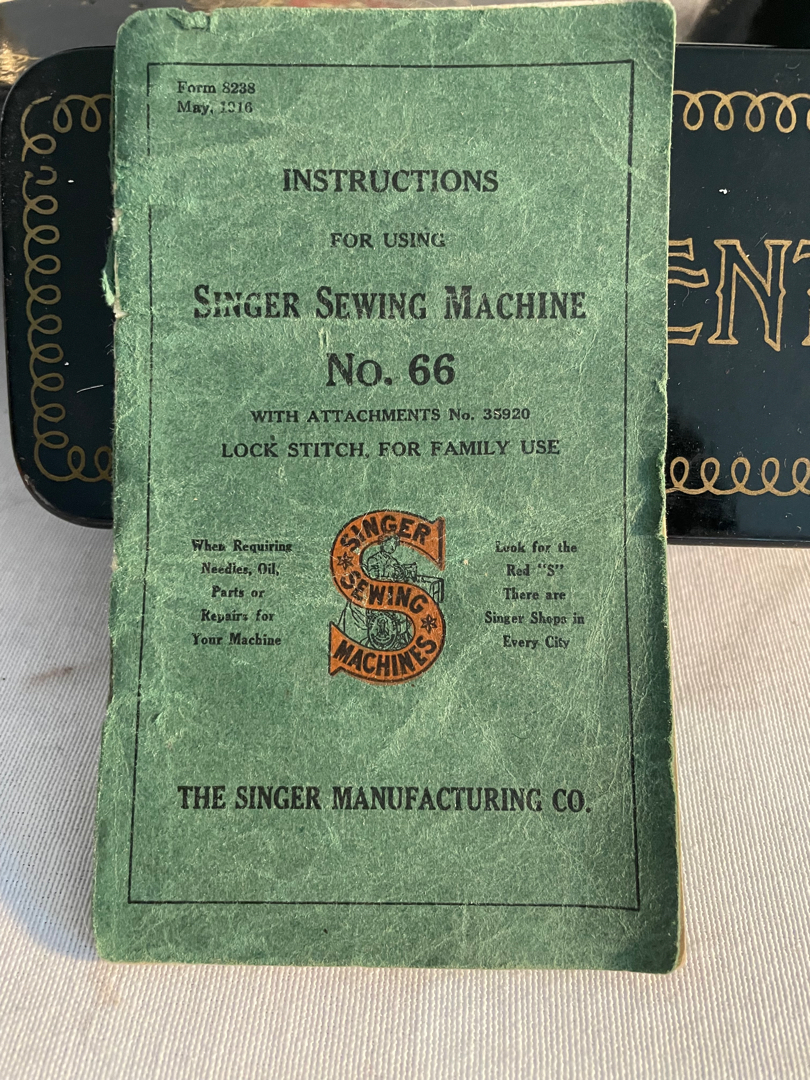 Form 8238
May, 1916
INSTRUCTIONS
FOR USING
SINGER SEWING MACHINE
No. 66
WITH ATTACHMENTS No. 35920
LOCK STITCH, FOR FAMILY USE
When Requiring
Needles, Oil,
Parts or
Repairs for
Your Machine
SINGER
SEWING
MACHINES
Look for the
Red "S"
There are
Singer Shops in
Every City
THE SINGER MANUFACTURING CO.
ENT